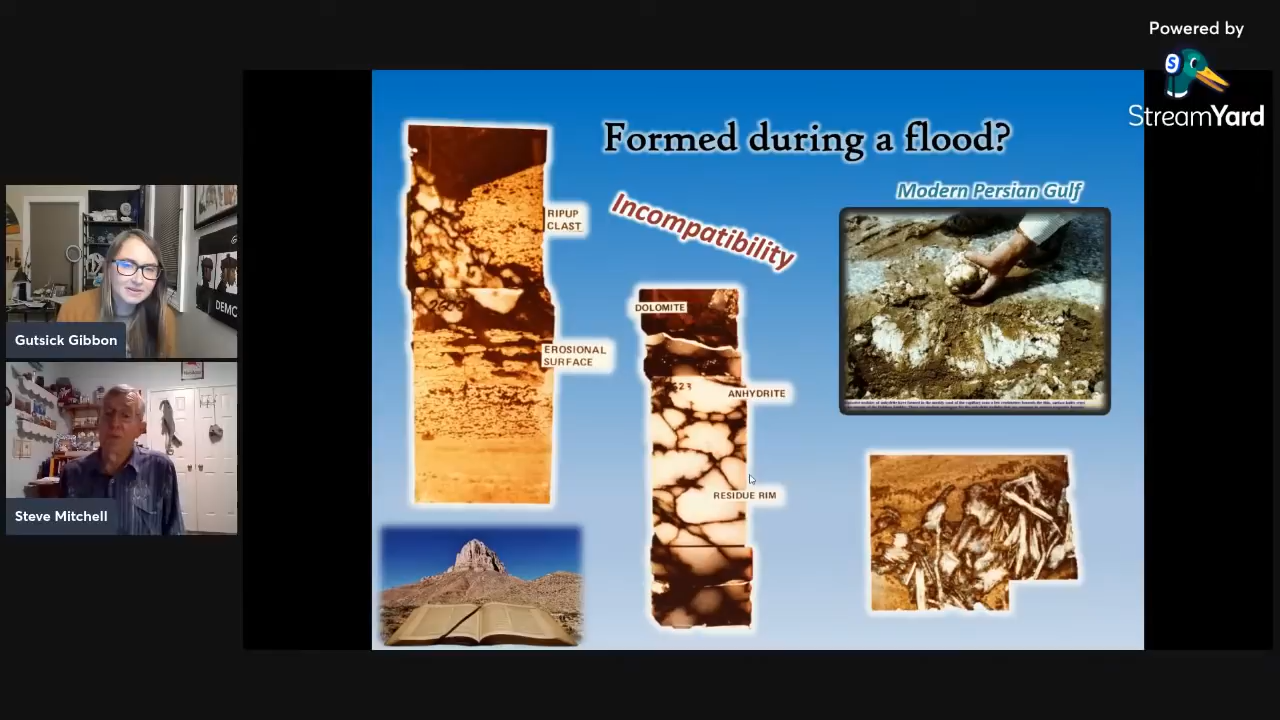 Powered by
StreamYard
Gutsick Gibbon
Steve Mitchell
Formed during a flood?
Incompatibility
Modern Persian Gulf
RIPUP
CLAST
EROSIONAL
SURFACE
DOLOMITE
ANHYDRITE
RESIDUE RIM
DEMO